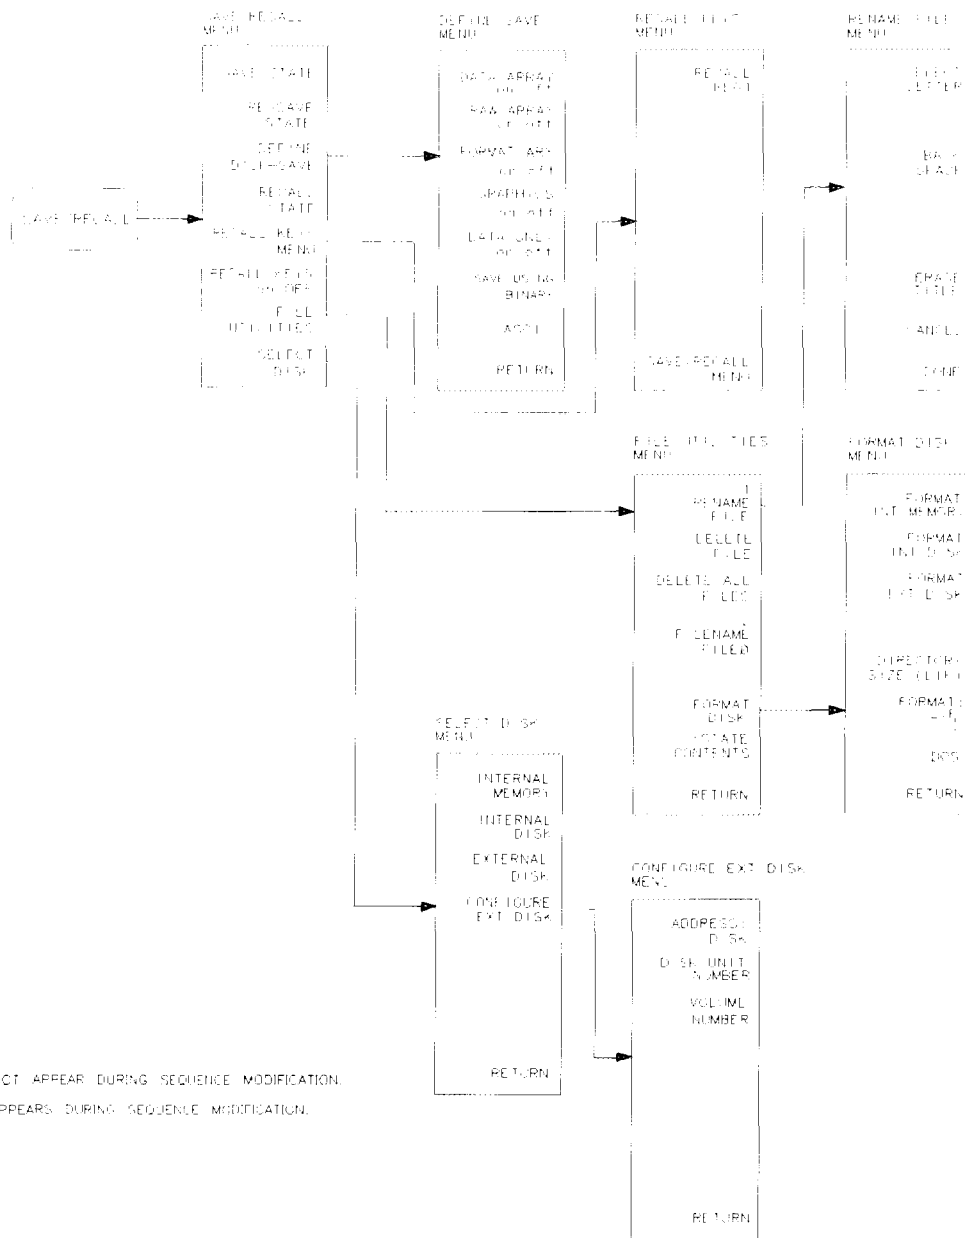 SAVE/RECALL
SAVE RECALL
MENU
SAVE STATE
RE-SAVE
STATE
DEFINE
DISK-SAVE
RECALL
STATE
RECALL KEYS
MENU
RECALL KEYS
on OFF
FILE
UTILITIES
SELECT
DISK
DEFINE SAVE
MENU
DATA ARRAY
on off
RAW ARRAY
on off
FORMAT ARY
on off
GRAPHICS
on off
DATA ONLY
on off
SAVE USING
BINARY
ASCII
RETURN
RECALL KEYS
MENU
RECALL
SAVE/RECALL
MENU
RENAME FILE
MENU
LETTER
BACK
SPACE
ERASE
TITLE
CANCEL
DONE
FILE UTILITIES
MENU
RENAME
FILE
DELETE
FILE
DELETE ALL
FILES
FILENAME
FILE0
FORMAT
DISK
STATE
CONTENTS
RETURN
FORMAT DISK
MENU
FORMAT
INT MEMORY
FORMAT
INT DISK
FORMAT
EXT DISK
DIRECTORY
SIZE (LIF)
FORMAT:
DOS
RETURN
SELECT DISK
MENU
INTERNAL
MEMORY
INTERNAL
DISK
EXTERNAL
DISK
CONFIGURE
EXT DISK
RETURN
CONFIGURE EXT DISK
MENU
ADDRESS:
DISK
DISK UNIT
NUMBER
VOLUME
NUMBER
RETURN
APPEAR DURING SEQUENCE MODIFICATION.
DURING SEQUENCE MODIFICATION.